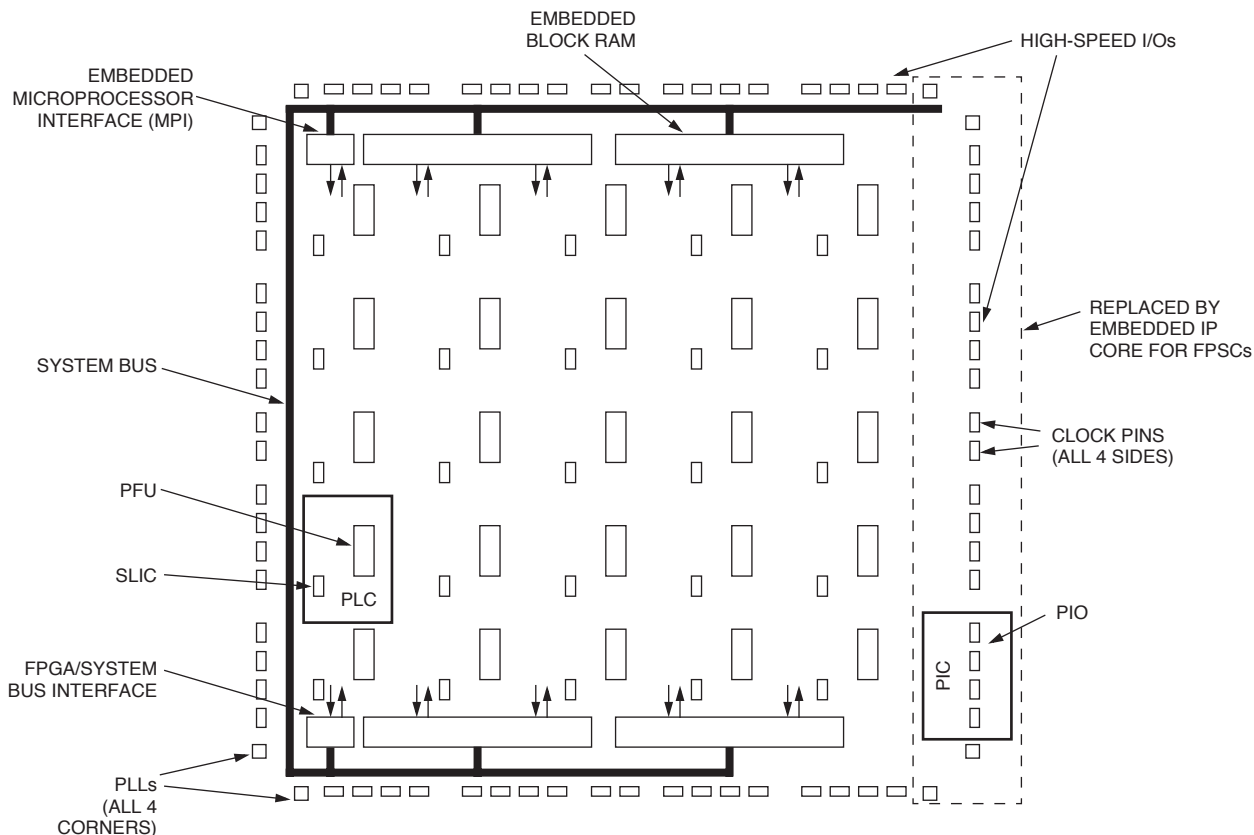 EMBEDDED
BLOCK RAM
HIGH-SPEED I/Os
EMBEDDED
MICROPROCESSOR
INTERFACE (MPI)
REPLACED BY
EMBEDDED IP
CORE FOR FPSCs
SYSTEM BUS
CLOCK PINS
(ALL 4 SIDES)
PFU
SLIC
PLC
PIO
PIC
FPGA/SYSTEM
BUS INTERFACE
PLLs
(ALL 4
CORNERS)